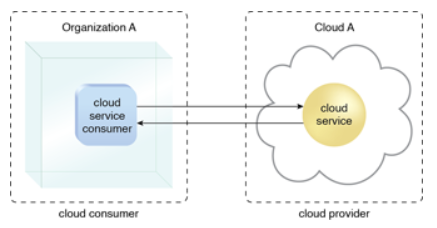 Organization A
Cloud A
cloud
service
consumer
cloud
service
cloud consumer
cloud provider